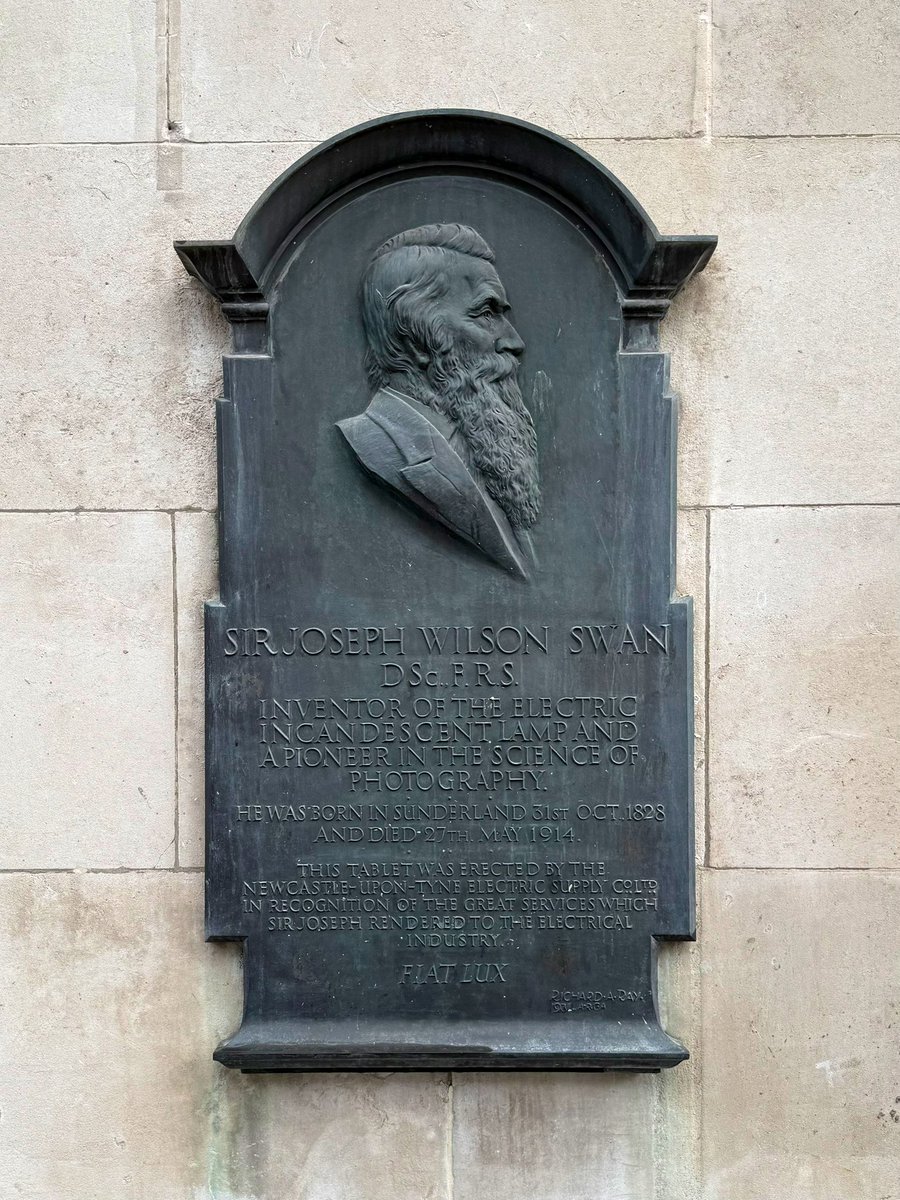 SIR JOSEPH WILSON SWAN
D.Sc., F.R.S.
INVENTOR OF THE ELECTRIC
INCANDESCENT LAMP AND
A PIONEER IN THE SCIENCE OF
PHOTOGRAPHY.
HE WAS BORN IN SUNDERLAND 31ST OCT. 1828
AND DIED 27TH. MAY 1914.
THIS TABLET WAS ERECTED BY THE
NEWCASTLE-UPON-TYNE ELECTRIC SUPPLY CO LTD
IN RECOGNITION OF THE GREAT SERVICES WHICH
SIR JOSEPH RENDERED TO THE ELECTRICAL
INDUSTRY.
FIAT LUX
RICHARD·A·RAY·